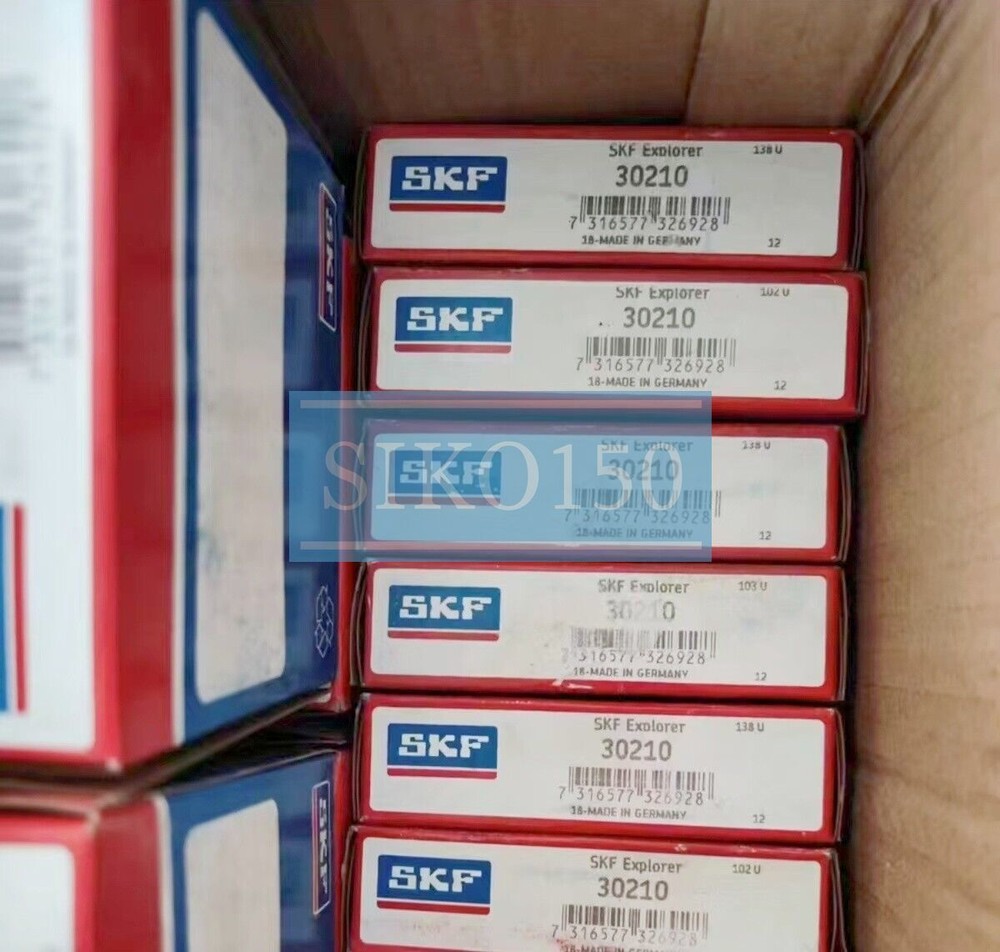 SKF
SKF Explorer 138 U
30210
7 316577 326928
18-MADE IN GERMANY 12
SKF
SKF Explorer 102 U
30210
7 316577 326928
18-MADE IN GERMANY 12
SKF
SKF Explorer 138 U
30210
7 316577 326928
18-MADE IN GERMANY 12
SIKO150
SKF
SKF Explorer 103 U
30210
7 316577 326928
18-MADE IN GERMANY 12
SKF
SKF Explorer 138 U
30210
7 316577 326928
18-MADE IN GERMANY 12
SKF
SKF Explorer 102 U
30210
7 316577 326928
18-MADE IN GERMANY
SKF
SKF